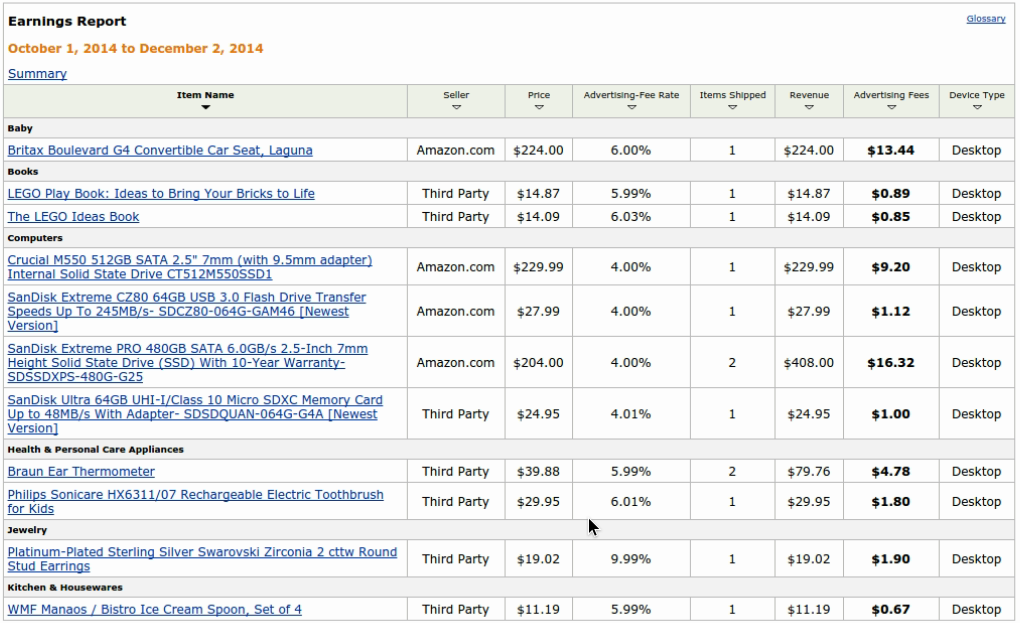 Earnings Report
Glossary
October 1, 2014 to December 2, 2014
Summary
Item Name Seller Price Advertising-Fee Rate Items Shipped Revenue Advertising Fees Device Type
Baby
Britax Boulevard G4 Convertible Car Seat, Laguna Amazon.com $224.00 6.00% 1 $224.00 $13.44 Desktop
Books
LEGO Play Book: Ideas to Bring Your Bricks to Life Third Party $14.87 5.99% 1 $14.87 $0.89 Desktop
The LEGO Ideas Book Third Party $14.09 6.03% 1 $14.09 $0.85 Desktop
Computers
Crucial M550 512GB SATA 2.5" 7mm (with 9.5mm adapter)
Internal Solid State Drive CT512M550SSD1 Amazon.com $229.99 4.00% 1 $229.99 $9.20 Desktop
SanDisk Extreme CZ80 64GB USB 3.0 Flash Drive Transfer
Speeds Up To 245MB/s- SDCZ80-064G-GAM46 [Newest
Version] Amazon.com $27.99 4.00% 1 $27.99 $1.12 Desktop
SanDisk Extreme PRO 480GB SATA 6.0GB/s 2.5-Inch 7mm
Height Solid State Drive (SSD) With 10-Year Warranty-
SDSSDXPS-480G-G25 Amazon.com $204.00 4.00% 2 $408.00 $16.32 Desktop
SanDisk Ultra 64GB UHI-I/Class 10 Micro SDXC Memory Card
Up to 48MB/s With Adapter- SDSDQUAN-064G-G4A [Newest
Version] Third Party $24.95 4.01% 1 $24.95 $1.00 Desktop
Health & Personal Care Appliances
Braun Ear Thermometer Third Party $39.88 5.99% 2 $79.76 $4.78 Desktop
Philips Sonicare HX6311/07 Rechargeable Electric Toothbrush
for Kids Third Party $29.95 6.01% 1 $29.95 $1.80 Desktop
Jewelry
Platinum-Plated Sterling Silver Swarovski Zirconia 2 cttw Round
Stud Earrings Third Party $19.02 9.99% 1 $19.02 $1.90 Desktop
Kitchen & Housewares
WMF Manaos / Bistro Ice Cream Spoon, Set of 4 Third Party $11.19 5.99% 1 $11.19 $0.67 Desktop